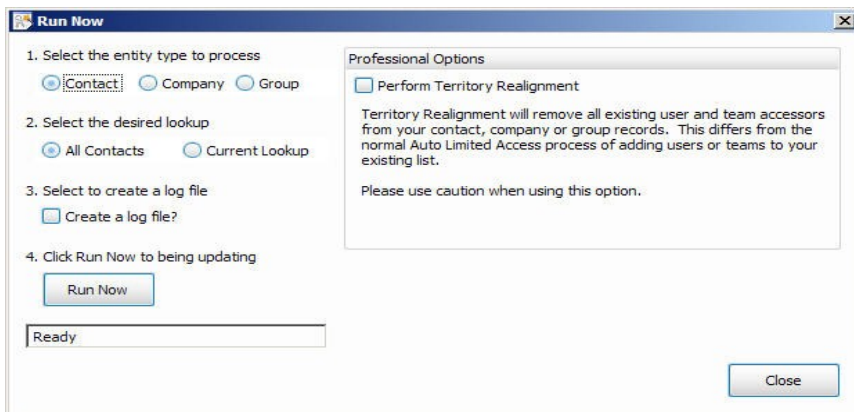 Run Now
1. Select the entity type to process
Contact Company Group
2. Select the desired lookup
All Contacts Current Lookup
3. Select to create a log file
Create a log file?
4. Click Run Now to being updating
Run Now
Ready
Professional Options
Perform Territory Realignment
Territory Realignment will remove all existing user and team accessors
from your contact, company or group records. This differs from the
normal Auto Limited Access process of adding users or teams to your
existing list.
Please use caution when using this option.
Close